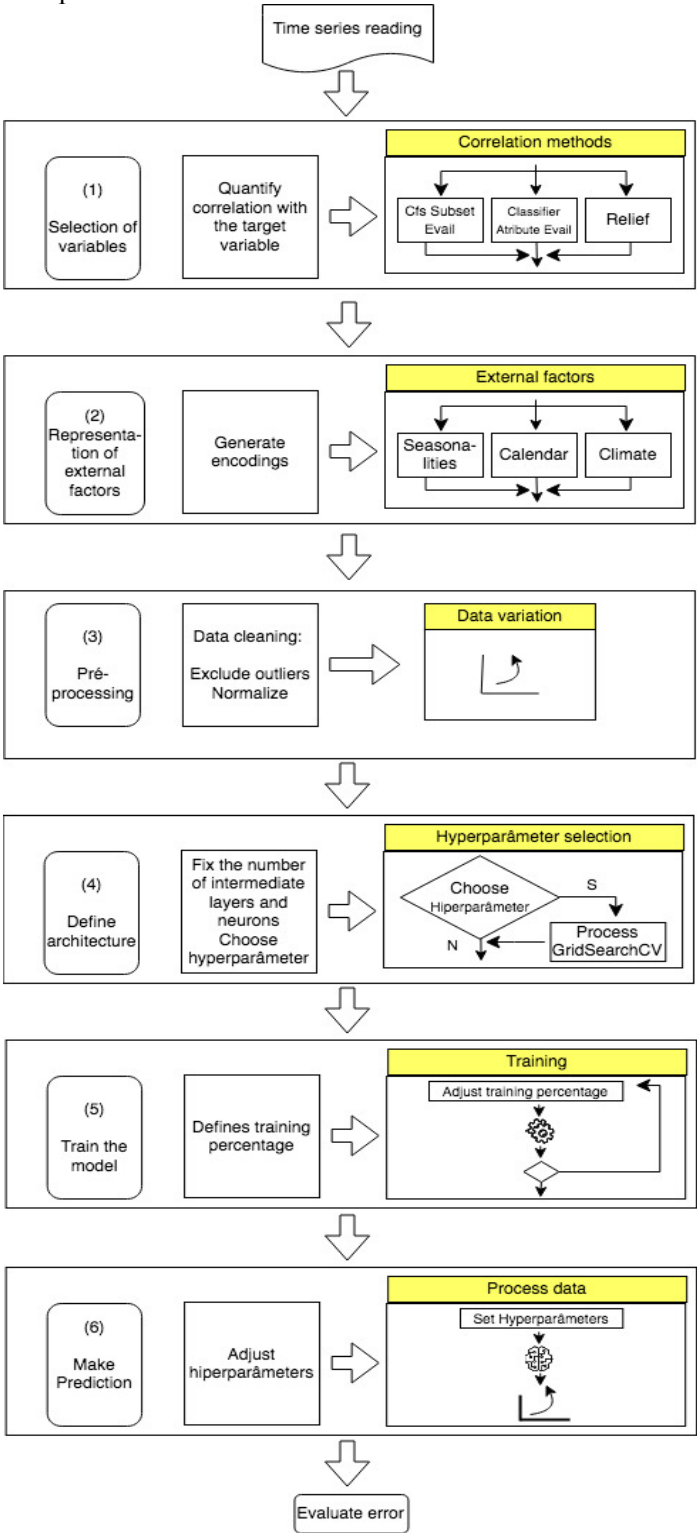 Time series reading
(1)
Selection of
variables
Quantify
correlation with
the target
variable
Correlation methods
Cfs Subset
Evail
Classifier
Atribute Evail
Relief
(2)
Representa-
tion of
external
factors
Generate
encodings
External factors
Seasona-
lities
Calendar
Climate
(3)
Pré-
processing
Data cleaning:
Exclude outliers
Normalize
Data variation
(4)
Define
architecture
Fix the number
of intermediate
layers and
neurons
Choose
hyperparâmeter
Hyperparâmeter selection
Choose
Hiperparâmeter
S
N
Process
GridSearchCV
(5)
Train the
model
Defines training
percentage
Training
Adjust training percentage
(6)
Make
Prediction
Adjust
hiperparâmeters
Process data
Set Hyperparâmeters
Evaluate error